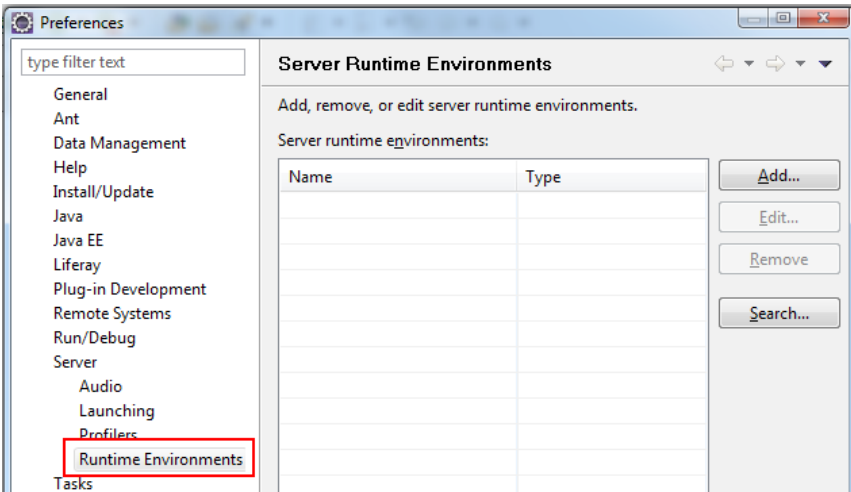 Preferences
type filter text
General
Ant
Data Management
Help
Install/Update
Java
Java EE
Liferay
Plug-in Development
Remote Systems
Run/Debug
Server
Audio
Launching
Profilers
Runtime Environments
Tasks
Server Runtime Environments
Add, remove, or edit server runtime environments.
Server runtime environments:
Name Type
Add...
Edit...
Remove
Search...